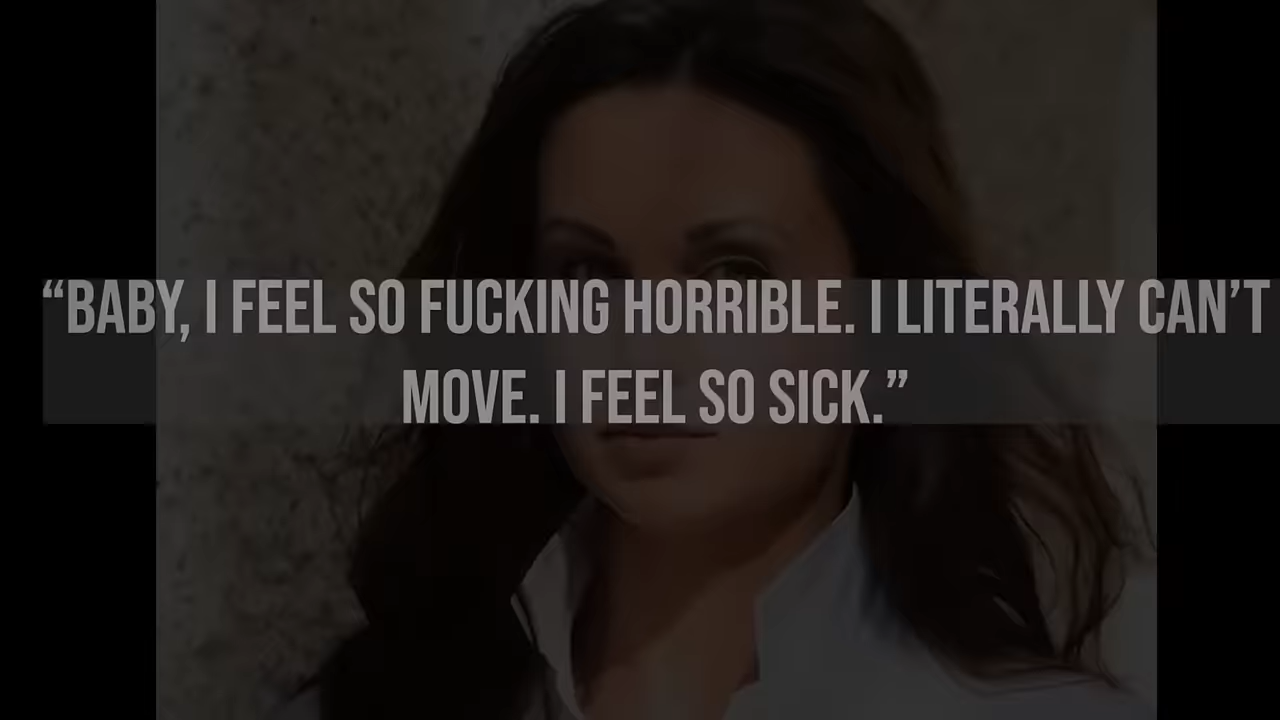 “BABY, I FEEL SO FUCKING HORRIBLE. I LITERALLY CAN’T
MOVE. I FEEL SO SICK.”